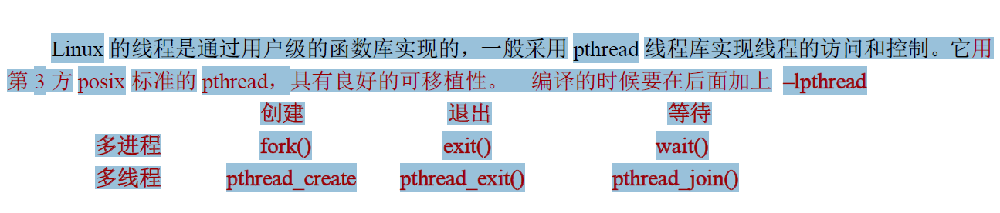 Linux 的线程是通过用户级的函数库实现的，一般采用 pthread 线程库实现线程的访问和控制。它用
第 3 方 posix 标准的 pthread，具有良好的可移植性。 编译的时候要在后面加上 –lpthread
创建 退出 等待
多进程 fork() exit() wait()
多线程 pthread_create pthread_exit() pthread_join()